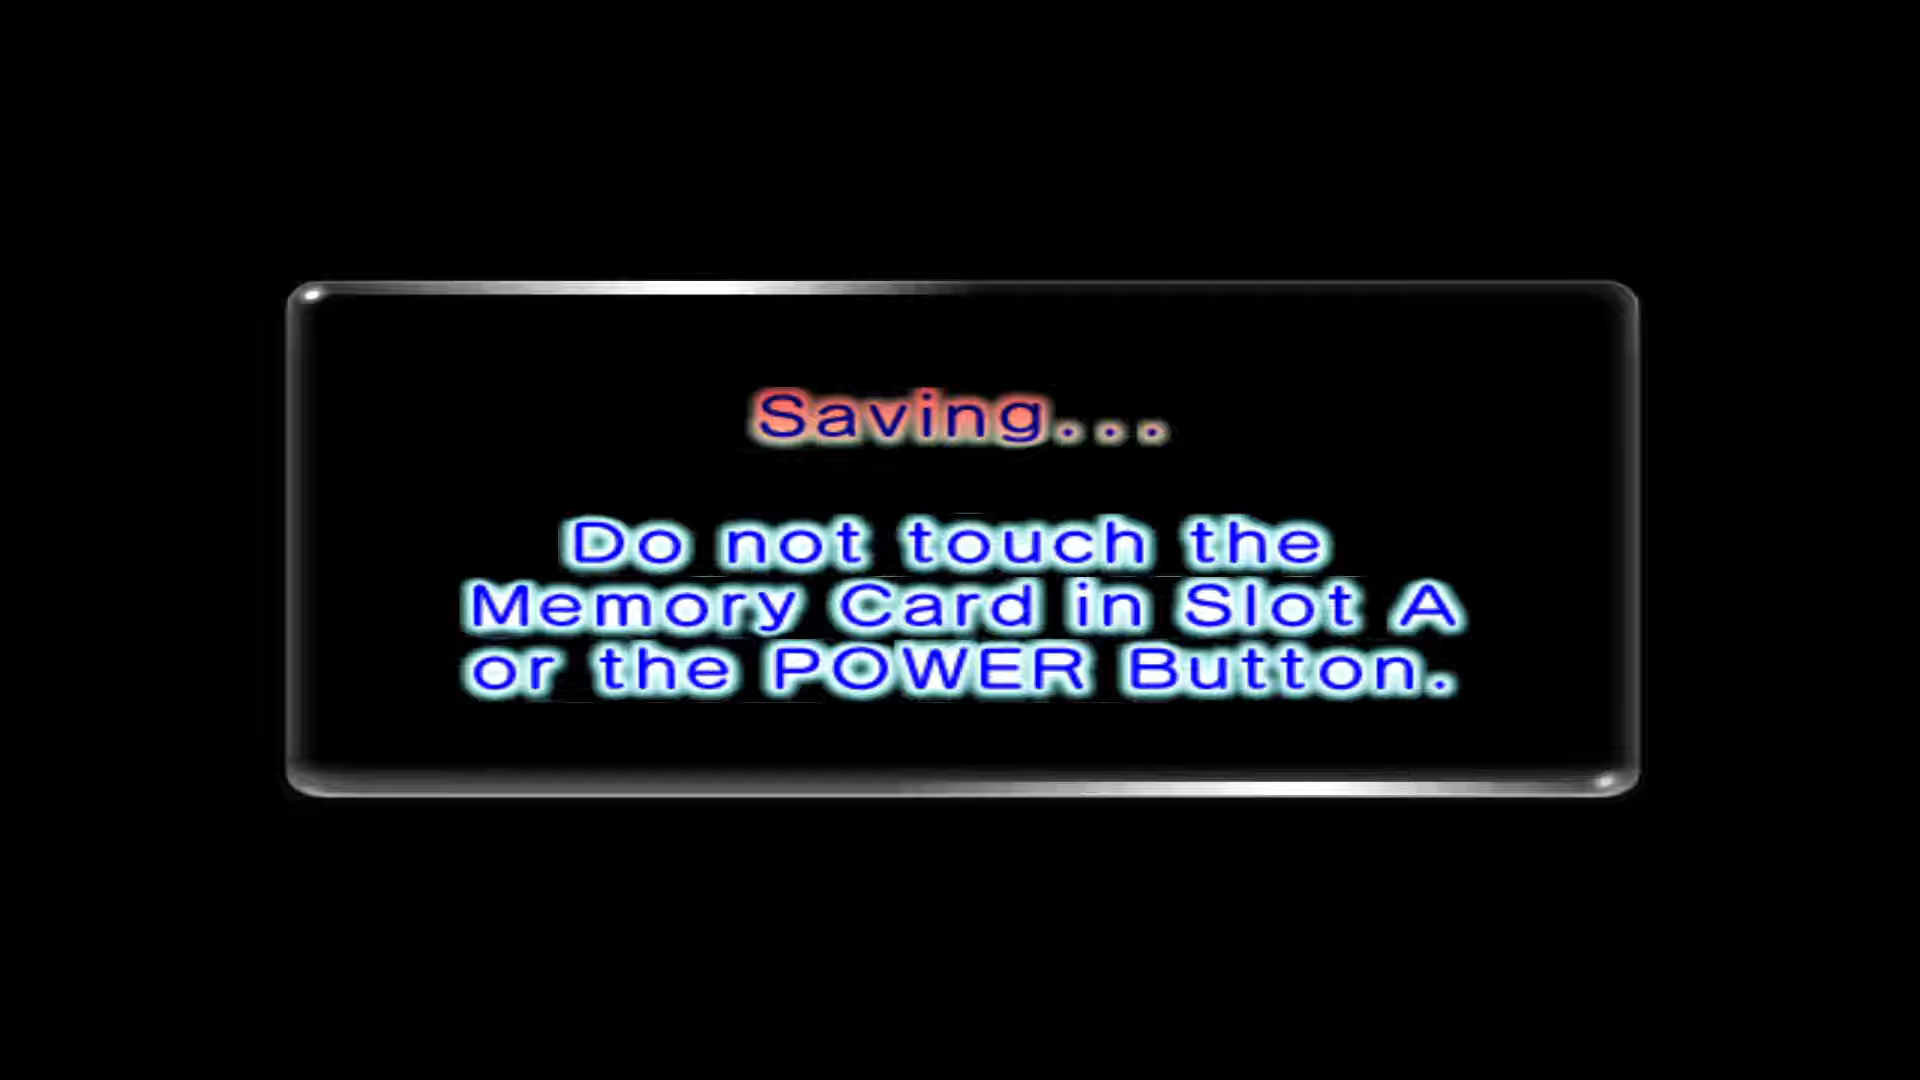 Saving...
Do not touch the
Memory Card in Slot A
or the POWER Button.